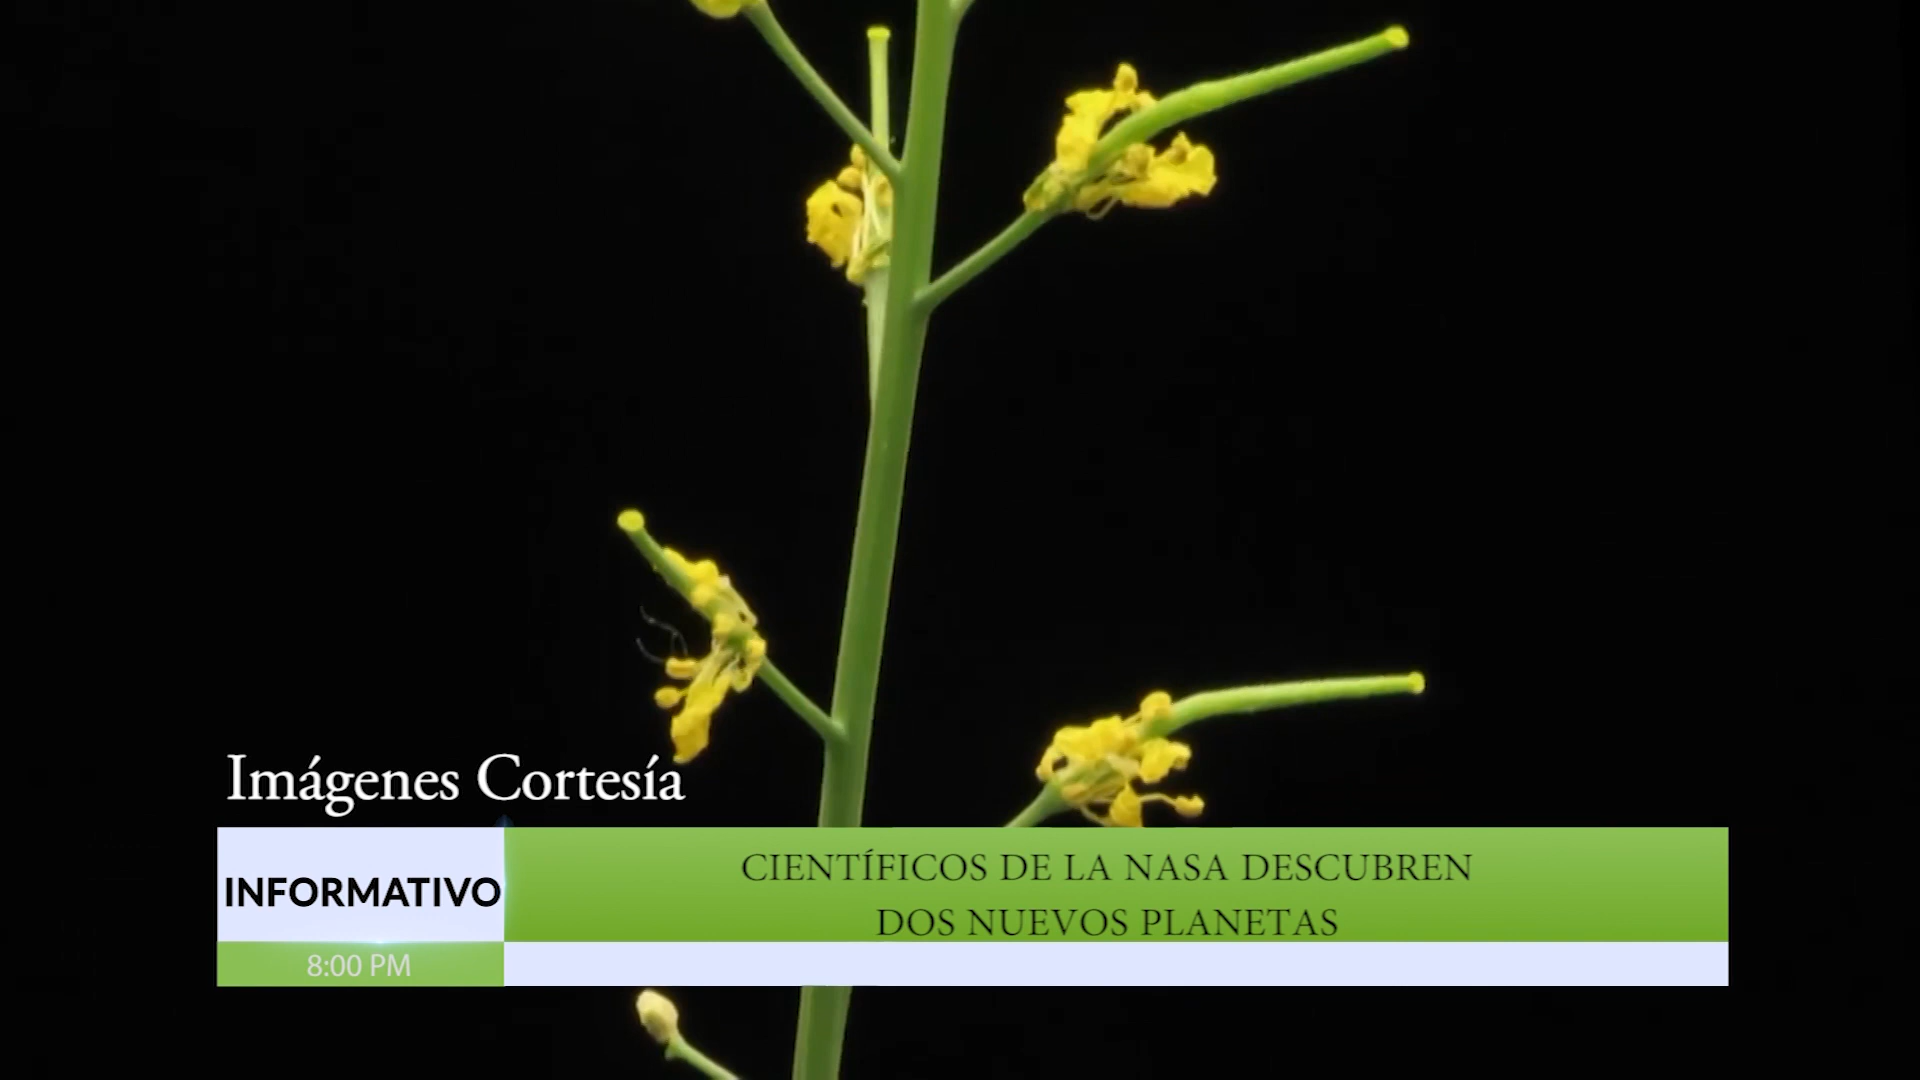 Imágenes Cortesía
INFORMATIVO
CIENTÍFICOS DE LA NASA DESCUBREN
DOS NUEVOS PLANETAS
8:00 PM